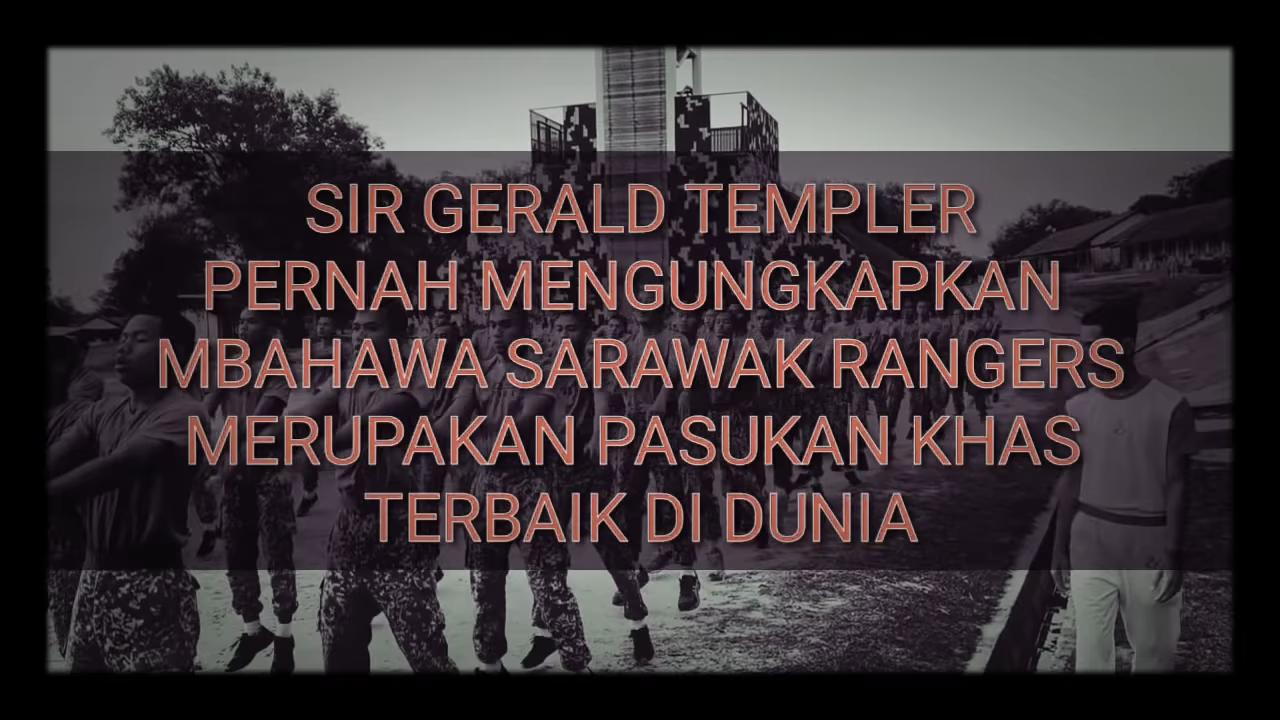 SIR GERALD TEMPLER
PERNAH MENGUNGKAPKAN
MBAHAWA SARAWAK RANGERS
MERUPAKAN PASUKAN KHAS
TERBAIK DI DUNIA